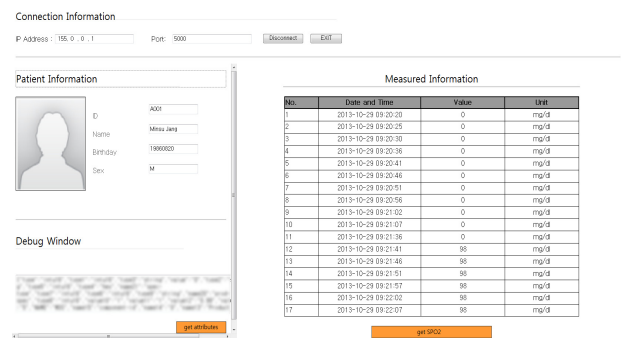 Connection Information
IP Address : 155. 0 . 0 . 1 Port: 5000 Disconnect EXIT
Patient Information
ID A001
Name Minsu Jang
Birthday 19860820
Sex M
Debug Window
get attributes
Measured Information
No. Date and Time Value Unit
1 2013-10-29 09:20:20 0 mg/dl
2 2013-10-29 09:20:25 0 mg/dl
3 2013-10-29 09:20:30 0 mg/dl
4 2013-10-29 09:20:36 0 mg/dl
5 2013-10-29 09:20:41 0 mg/dl
6 2013-10-29 09:20:46 0 mg/dl
7 2013-10-29 09:20:51 0 mg/dl
8 2013-10-29 09:20:56 0 mg/dl
9 2013-10-29 09:21:02 0 mg/dl
10 2013-10-29 09:21:07 0 mg/dl
11 2013-10-29 09:21:36 0 mg/dl
12 2013-10-29 09:21:41 98 mg/dl
13 2013-10-29 09:21:46 98 mg/dl
14 2013-10-29 09:21:51 98 mg/dl
15 2013-10-29 09:21:57 98 mg/dl
16 2013-10-29 09:22:02 98 mg/dl
17 2013-10-29 09:22:07 98 mg/dl
get SPO2